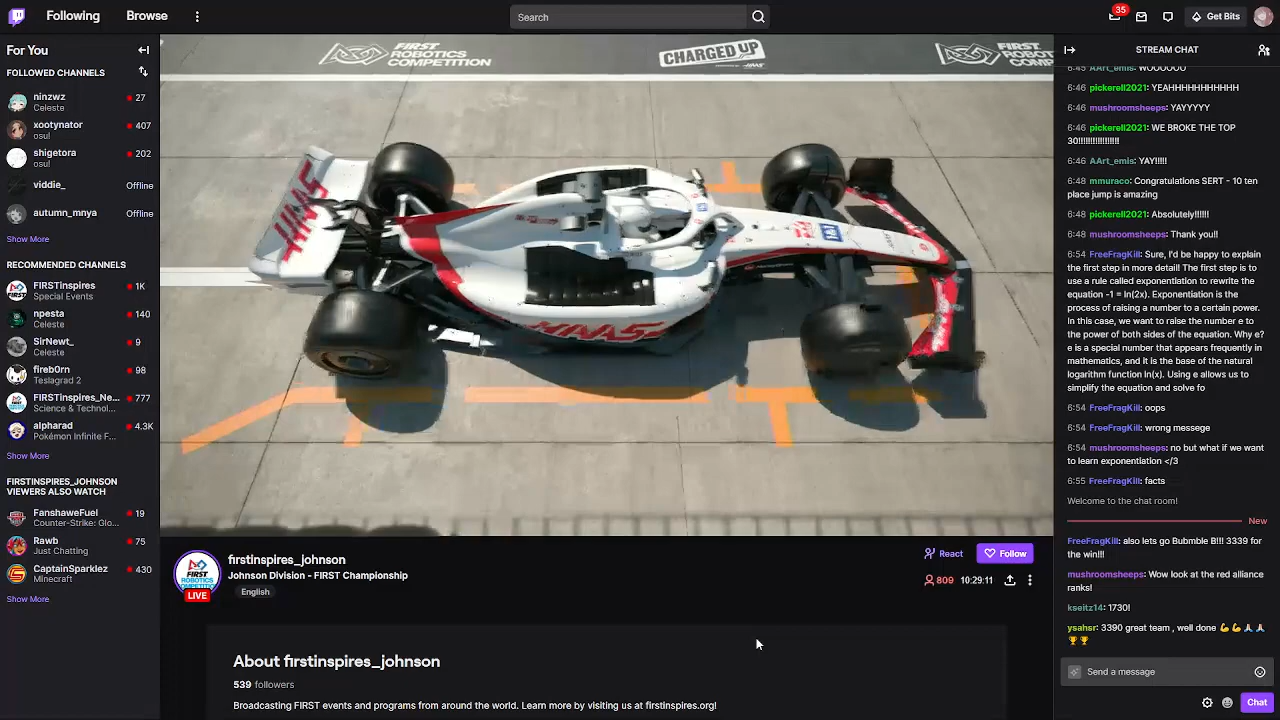 Following
Browse
Search
35
Get Bits
For You
FOLLOWED CHANNELS
ninzwz
Celeste
27
xootynator
osu!
407
shigetora
osu!
202
viddie_
Offline
autumn_mnya
Offline
Show More
RECOMMENDED CHANNELS
FIRSTInspires
Special Events
1K
npesta
Celeste
140
SirNewt_
Celeste
9
fireb0rn
Teslagrad 2
98
FIRSTInspires_Ne...
Science & Technol...
777
alpharad
Pokémon Infinite F...
4.3K
Show More
FIRSTINSPIRES_JOHNSON
VIEWERS ALSO WATCH
FanshaweFuel
Counter-Strike: Glo...
19
Rawb
Just Chatting
75
CaptainSparklez
Minecraft
430
Show More
FIRST
ROBOTICS
COMPETITION
CHARGED UP
HAAS
FIRST
ROBOT
COM
HAAS
1&1
HAAS
FIRST
ROBOTICS
COMPETITION
LIVE
firstinspires_johnson
Johnson Division - FIRST Championship
English
React
Follow
809
10:29:11
About firstinspires_johnson
539 followers
Broadcasting FIRST events and programs from around the world. Learn more by visiting us at firstinspires.org!
STREAM CHAT
6:45 AArt_emis: WOOOOOO
6:46 pickerell2021: YEAHHHHHHHHHHH
6:46 mushroomsheeps: YAYYYYY
6:46 pickerell2021: WE BROKE THE TOP
30!!!!!!!!!!!!!!!!!!
6:46 AArt_emis: YAY!!!!!
6:48 mmuraco: Congratulations SERT - 10 ten
place jump is amazing
6:48 pickerell2021: Absolutely!!!!!!
6:48 mushroomsheeps: Thank you!!
6:54 FreeFragKill: Sure, I'd be happy to explain
the first step in more detail! The first step is to
use a rule called exponentiation to rewrite the
equation -1 = ln(2x). Exponentiation is the
process of raising a number to a certain power.
In this case, we want to raise the number e to
the power of both sides of the equation. Why e?
e is a special number that appears frequently in
mathematics, and it is the base of the natural
logarithm function ln(x). Using e allows us to
simplify the equation and solve fo
6:54 FreeFragKill: oops
6:54 FreeFragKill: wrong messege
6:54 mushroomsheeps: no but what if we want
to learn exponentiation </3
6:55 FreeFragKill: facts
Welcome to the chat room!
New
FreeFragKill: also lets go Bubmble B!!! 3339 for
the win!!!
mushroomsheeps: Wow look at the red alliance
ranks!
kseitz14: 1730!
ysahsr: 3390 great team , well done 💪💪🙏🙏
🏆🏆
Send a message
Chat